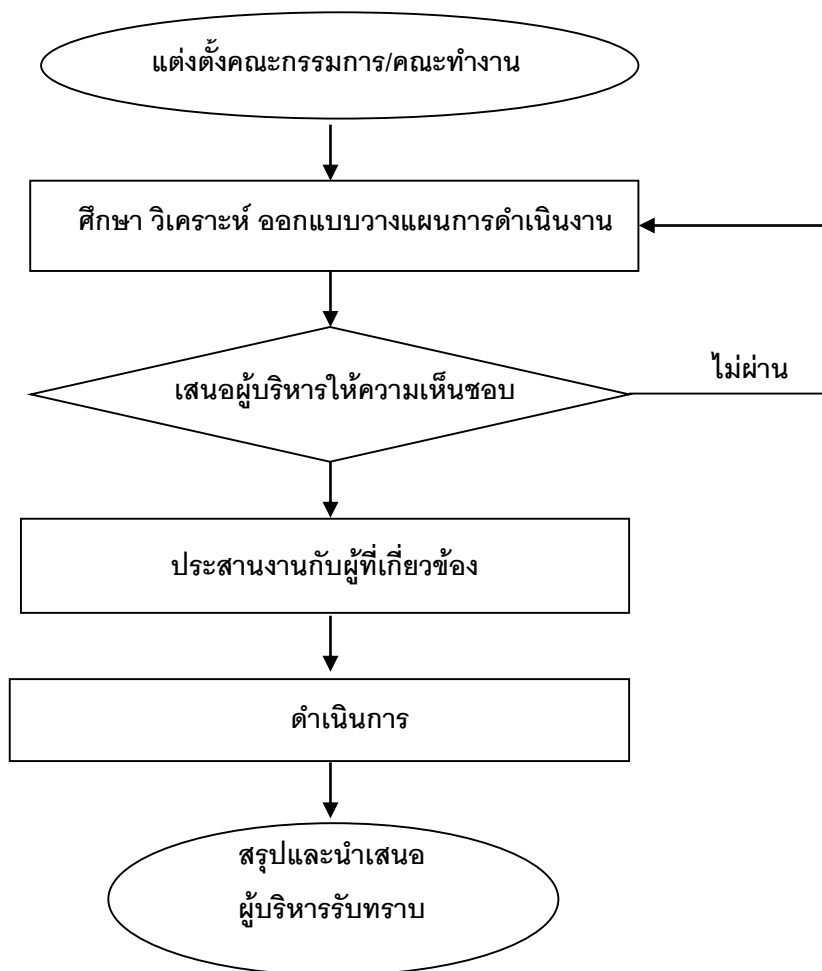 แต่งตั้งคณะกรรมการ/คณะทำงาน
ศึกษา วิเคราะห์ ออกแบบวางแผนการดำเนินงาน
ไม่ผ่าน
เสนอผู้บริหารให้ความเห็นชอบ
ประสานงานกับผู้ที่เกี่ยวข้อง
ดำเนินการ
สรุปและนำเสนอ
ผู้บริหารรับทราบ